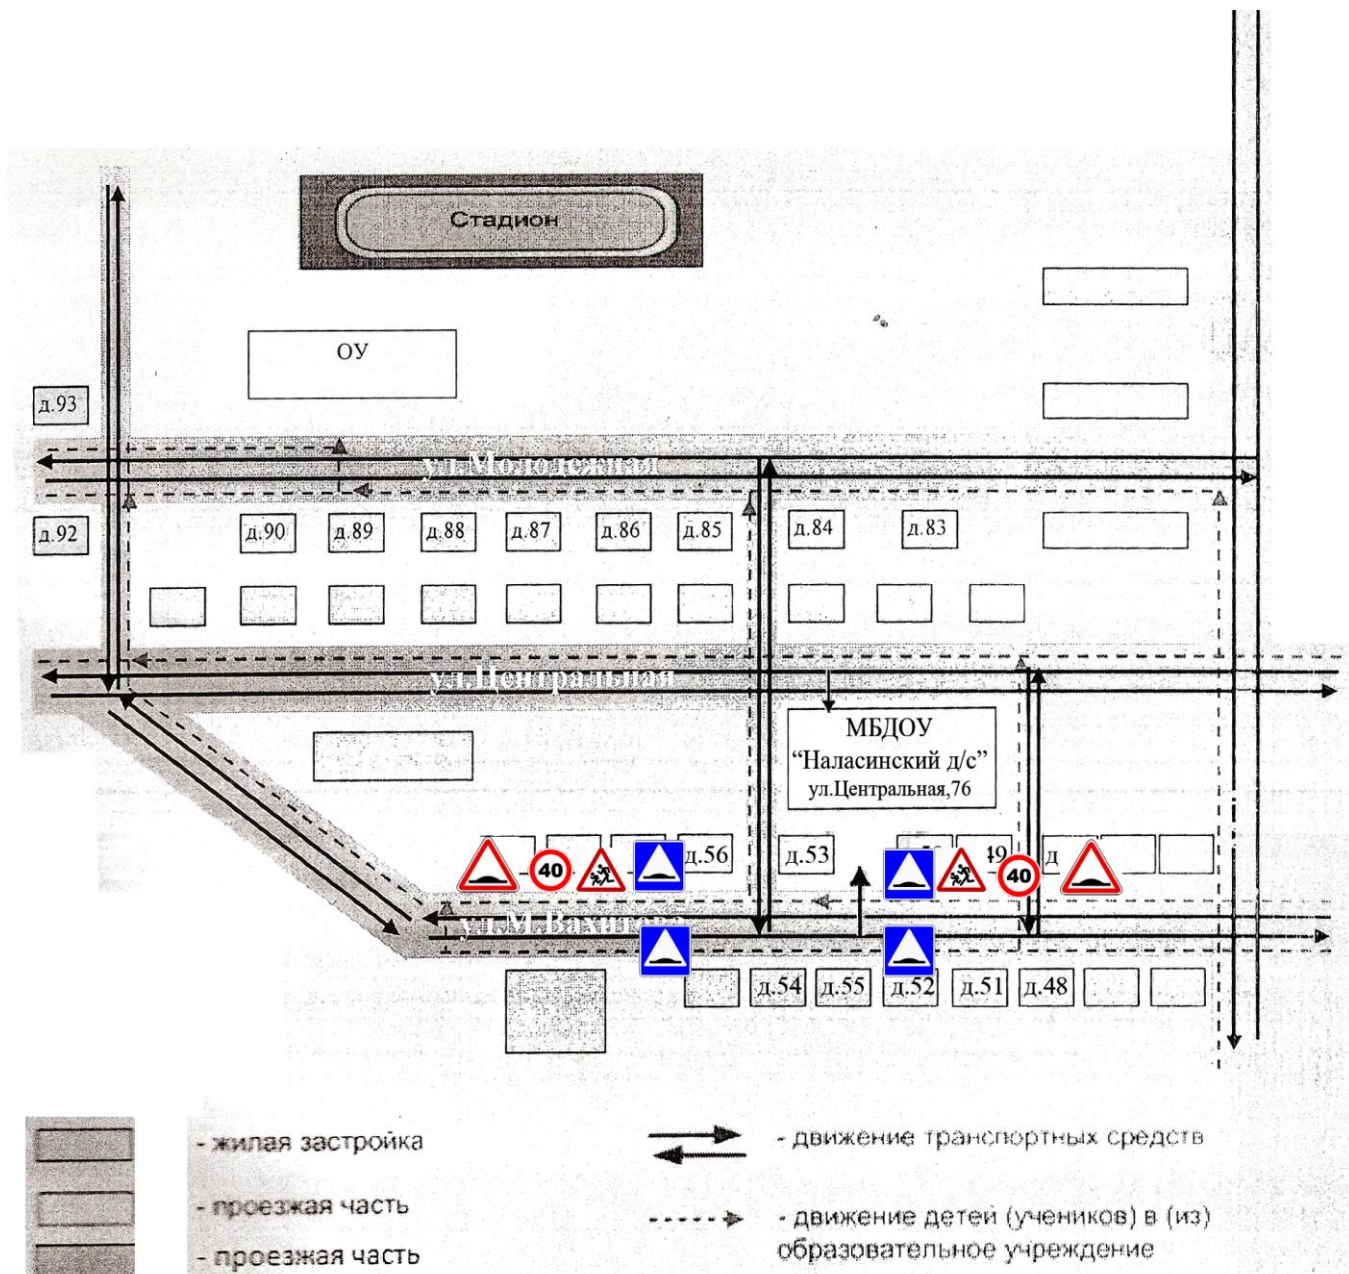 Стадион
ОУ
д.93
ул.Молодежная
д.92
д.90
д.89
д.88
д.87
д.86
д.85
д.84
д.83
ул.Центральная
МБДОУ
“Наласинский д/с”
ул.Центральная,76
д.56
д.53
49
д
40
40
ул.М.Вахитова
д.54
д.55
д.52
д.51
д.48
- жилая застройка
- движение транспортных средств
- проезжая часть
- движение детей (учеников) в (из)
образовательное учреждение
- проезжая часть